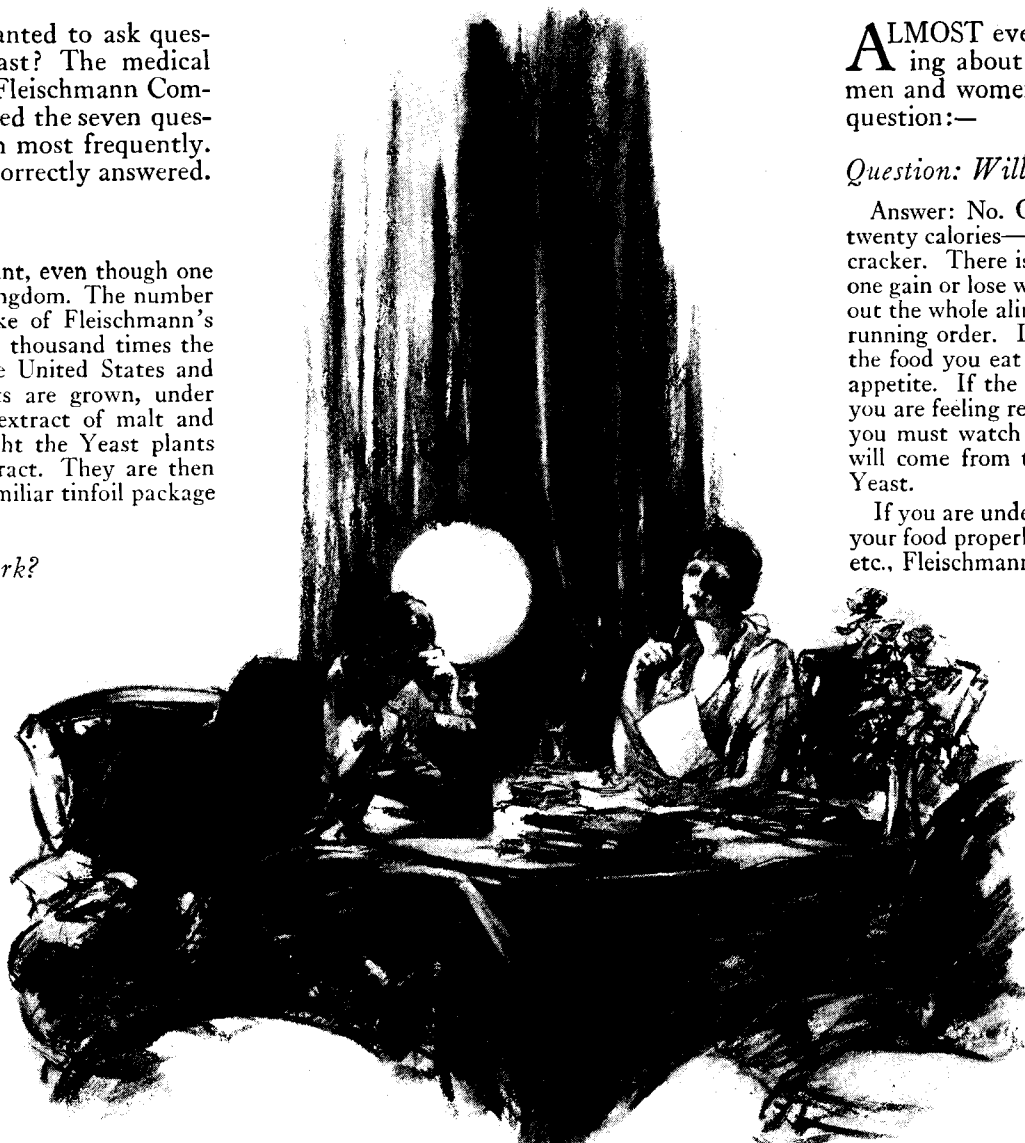 anted to ask ques-
ast? The medical
Fleischmann Com-
ed the seven ques-
n most frequently.
orrectly answered.
nt, even though one
ngdom. The number
ke of Fleischmann's
thousand times the
e United States and
ts are grown, under
extract of malt and
ht the Yeast plants
ract. They are then
miliar tinfoil package
rk?
ALMOST eve
ing about
men and wome
question:—
Question: Will
Answer: No. 
twenty calories—
cracker. There is
one gain or lose w
out the whole alin
running order. I
the food you eat
appetite. If the
you are feeling re
you must watch
will come from t
Yeast.
If you are unde
your food properl
etc., Fleischmann